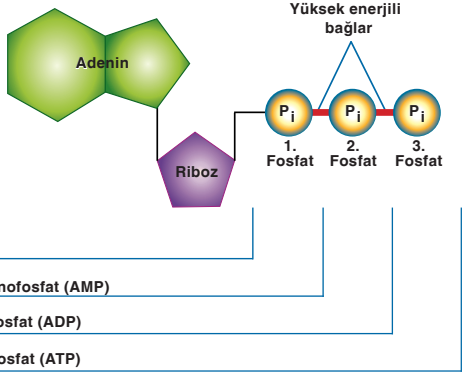 Yüksek enerjili
bağlar
Adenin
Pi Pi Pi
1. 2. 3.
Fosfat Fosfat Fosfat
Riboz
nofosfat (AMP)
osfat (ADP)
osfat (ATP)